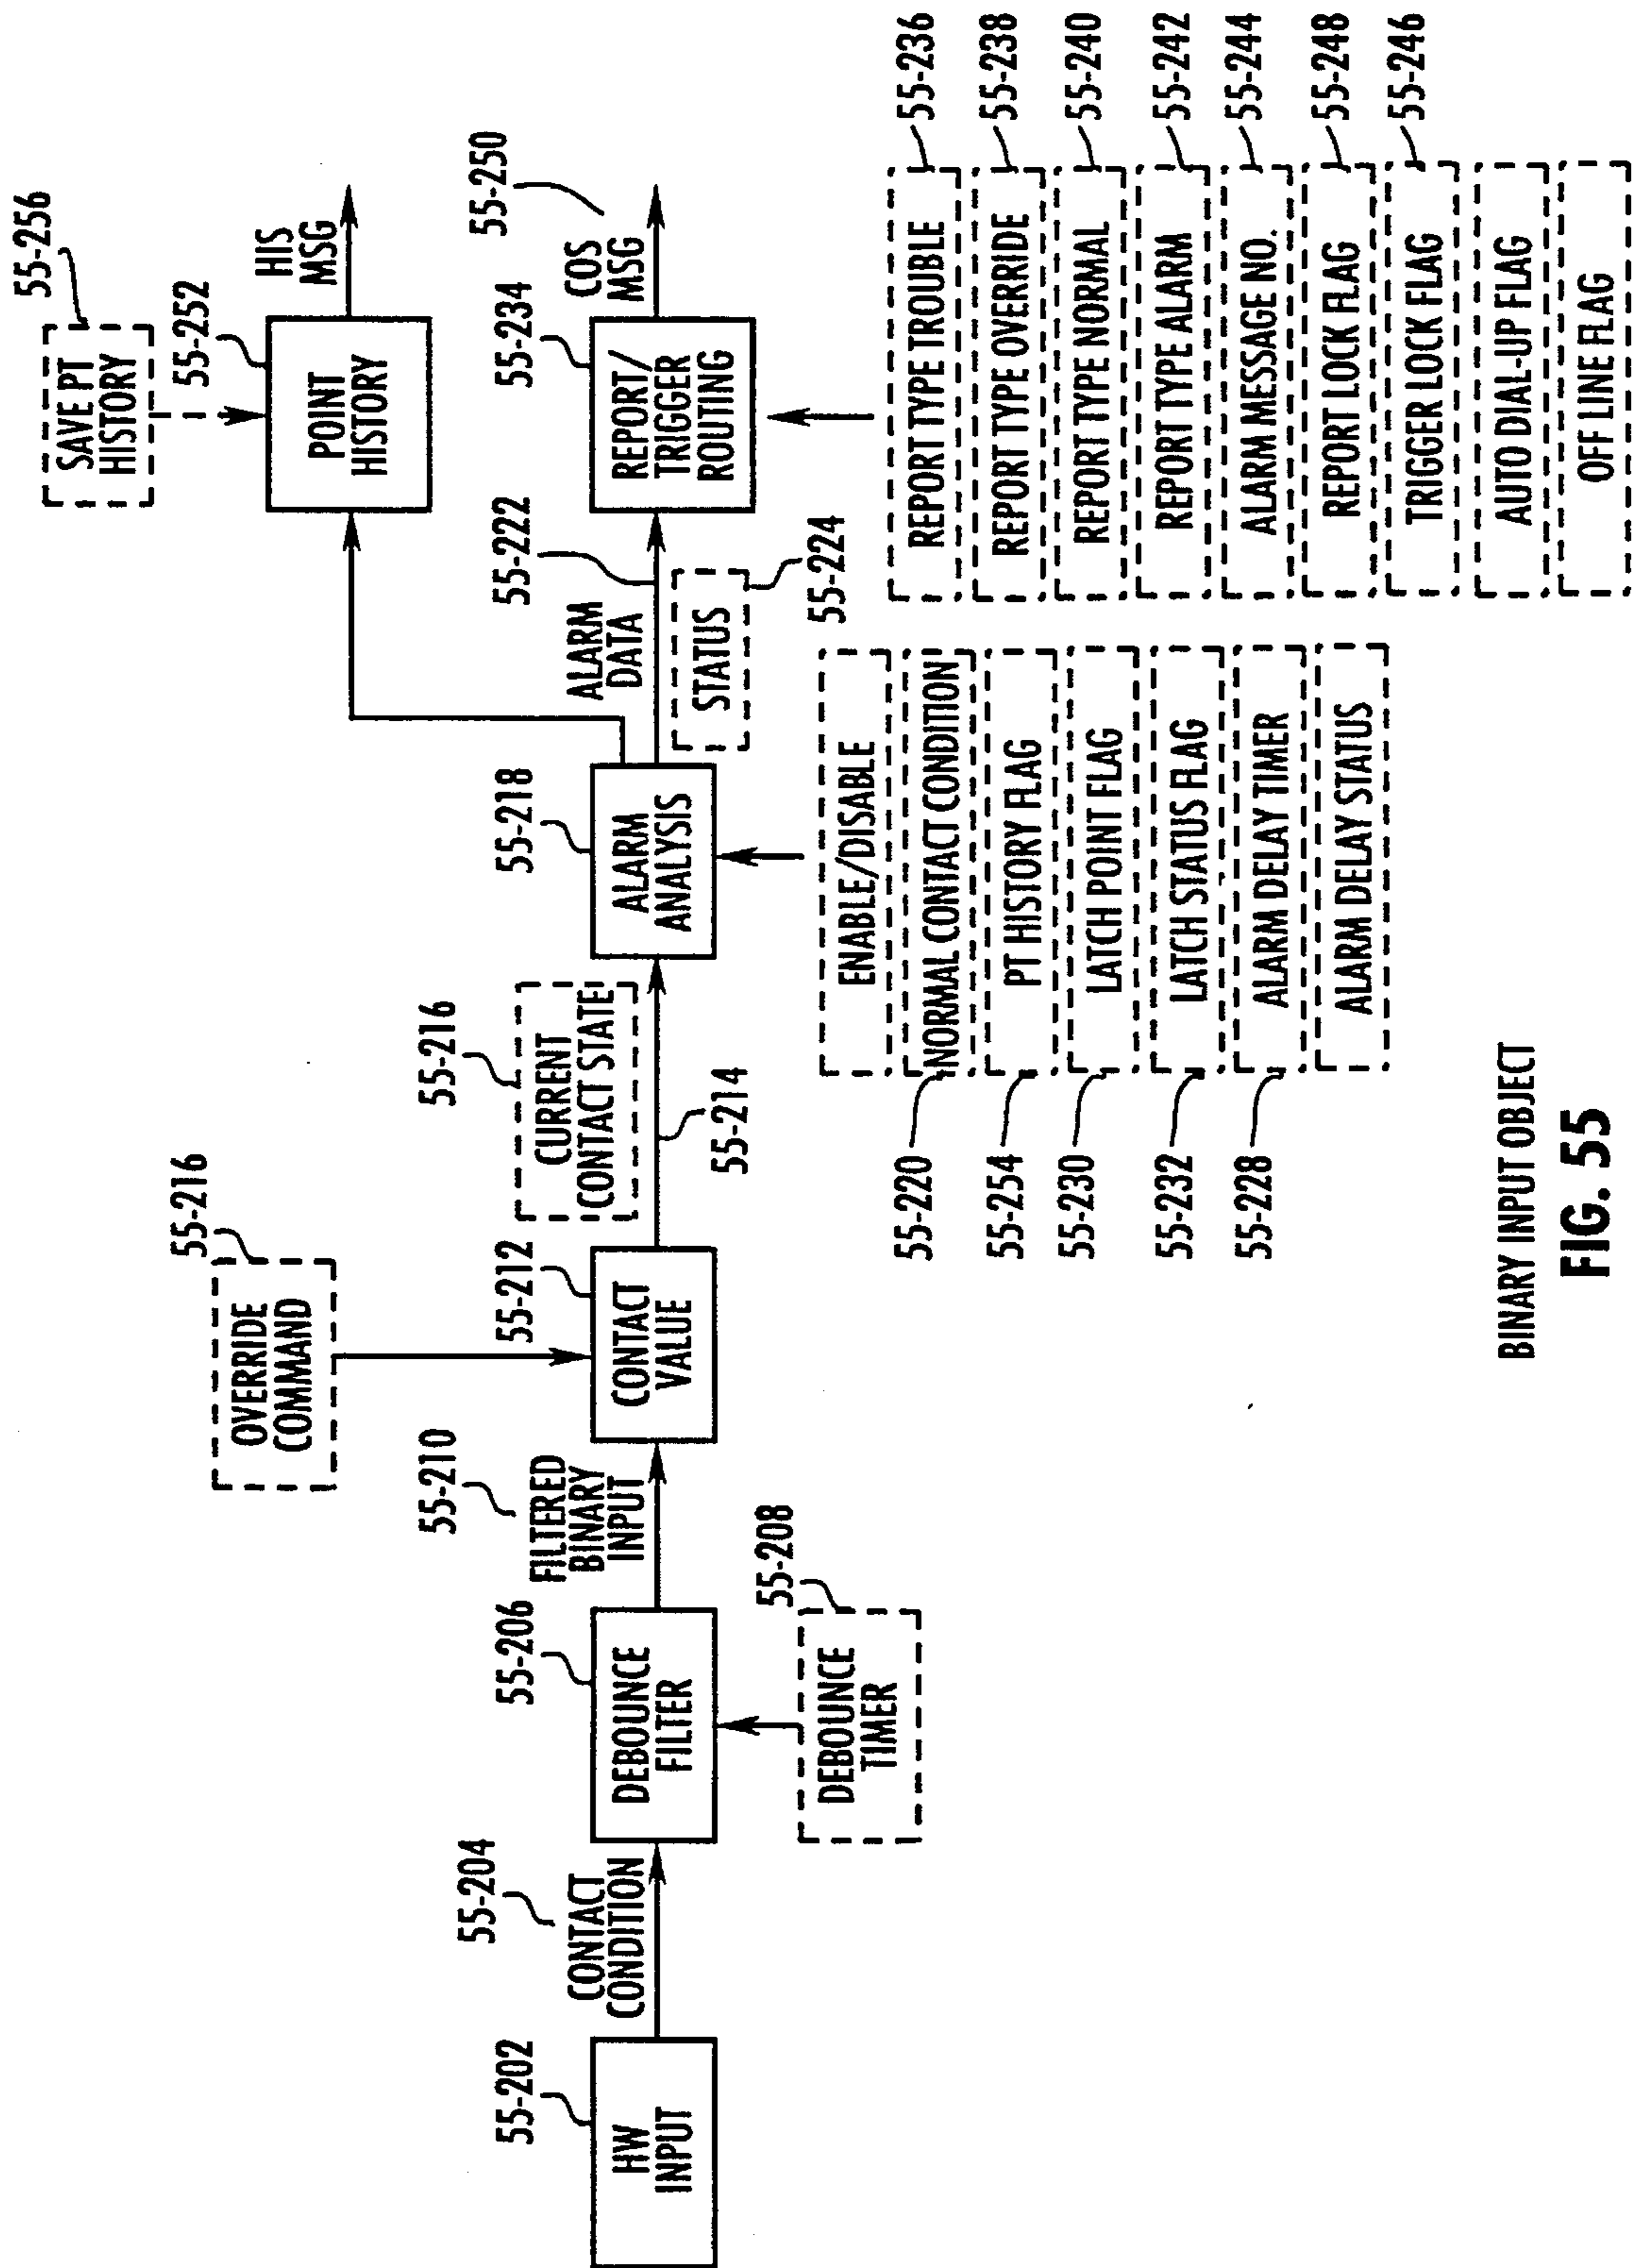 55-256
SAVE PT
HISTORY
55-252
POINT
HISTORY
HIS
MSG
55-216
OVERRIDE
COMMAND
55-202
HW
INPUT
55-204
CONTACT
CONDITION
55-206
DEBOUNCE
FILTER
55-208
DEBOUNCE
TIMER
55-210
FILTERED
BINARY
INPUT
55-212
CONTACT
VALUE
55-216
CURRENT
CONTACT STATE
55-214
55-218
ALARM
ANALYSIS
ALARM
DATA
55-222
STATUS
55-224
55-234
REPORT/
TRIGGER
ROUTING
COS
MSG
55-250
ENABLE/DISABLE
55-220
NORMAL CONTACT CONDITION
55-254
PT HISTORY FLAG
55-230
LATCH POINT FLAG
55-232
LATCH STATUS FLAG
55-228
ALARM DELAY TIMER
ALARM DELAY STATUS
REPORT TYPE TROUBLE
55-236
REPORT TYPE OVERRIDE
55-238
REPORT TYPE NORMAL
55-240
REPORT TYPE ALARM
55-242
ALARM MESSAGE NO.
55-244
REPORT LOCK FLAG
55-248
TRIGGER LOCK FLAG
55-246
AUTO DIAL-UP FLAG
OFF LINE FLAG
BINARY INPUT OBJECT
FIG. 55